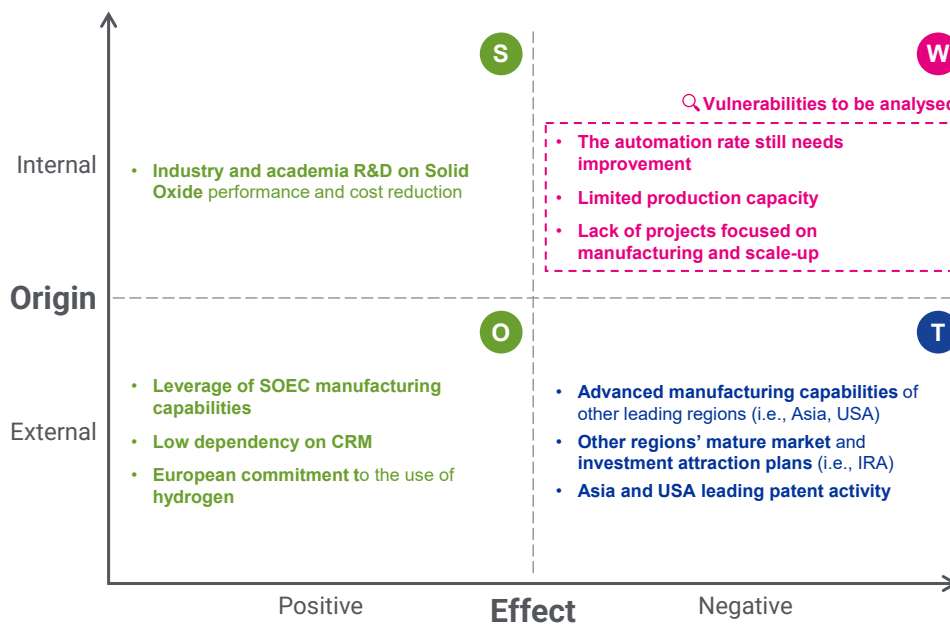 S
W
Vulnerabilities to be analysed
Internal
• Industry and academia R&D on Solid
Oxide performance and cost reduction
• The automation rate still needs
improvement
• Limited production capacity
• Lack of projects focused on
manufacturing and scale-up
Origin
O
T
External
• Leverage of SOEC manufacturing
capabilities
• Low dependency on CRM
• European commitment to the use of
hydrogen
• Advanced manufacturing capabilities of
other leading regions (i.e., Asia, USA)
• Other regions’ mature market and
investment attraction plans (i.e., IRA)
• Asia and USA leading patent activity
Positive
Effect
Negative